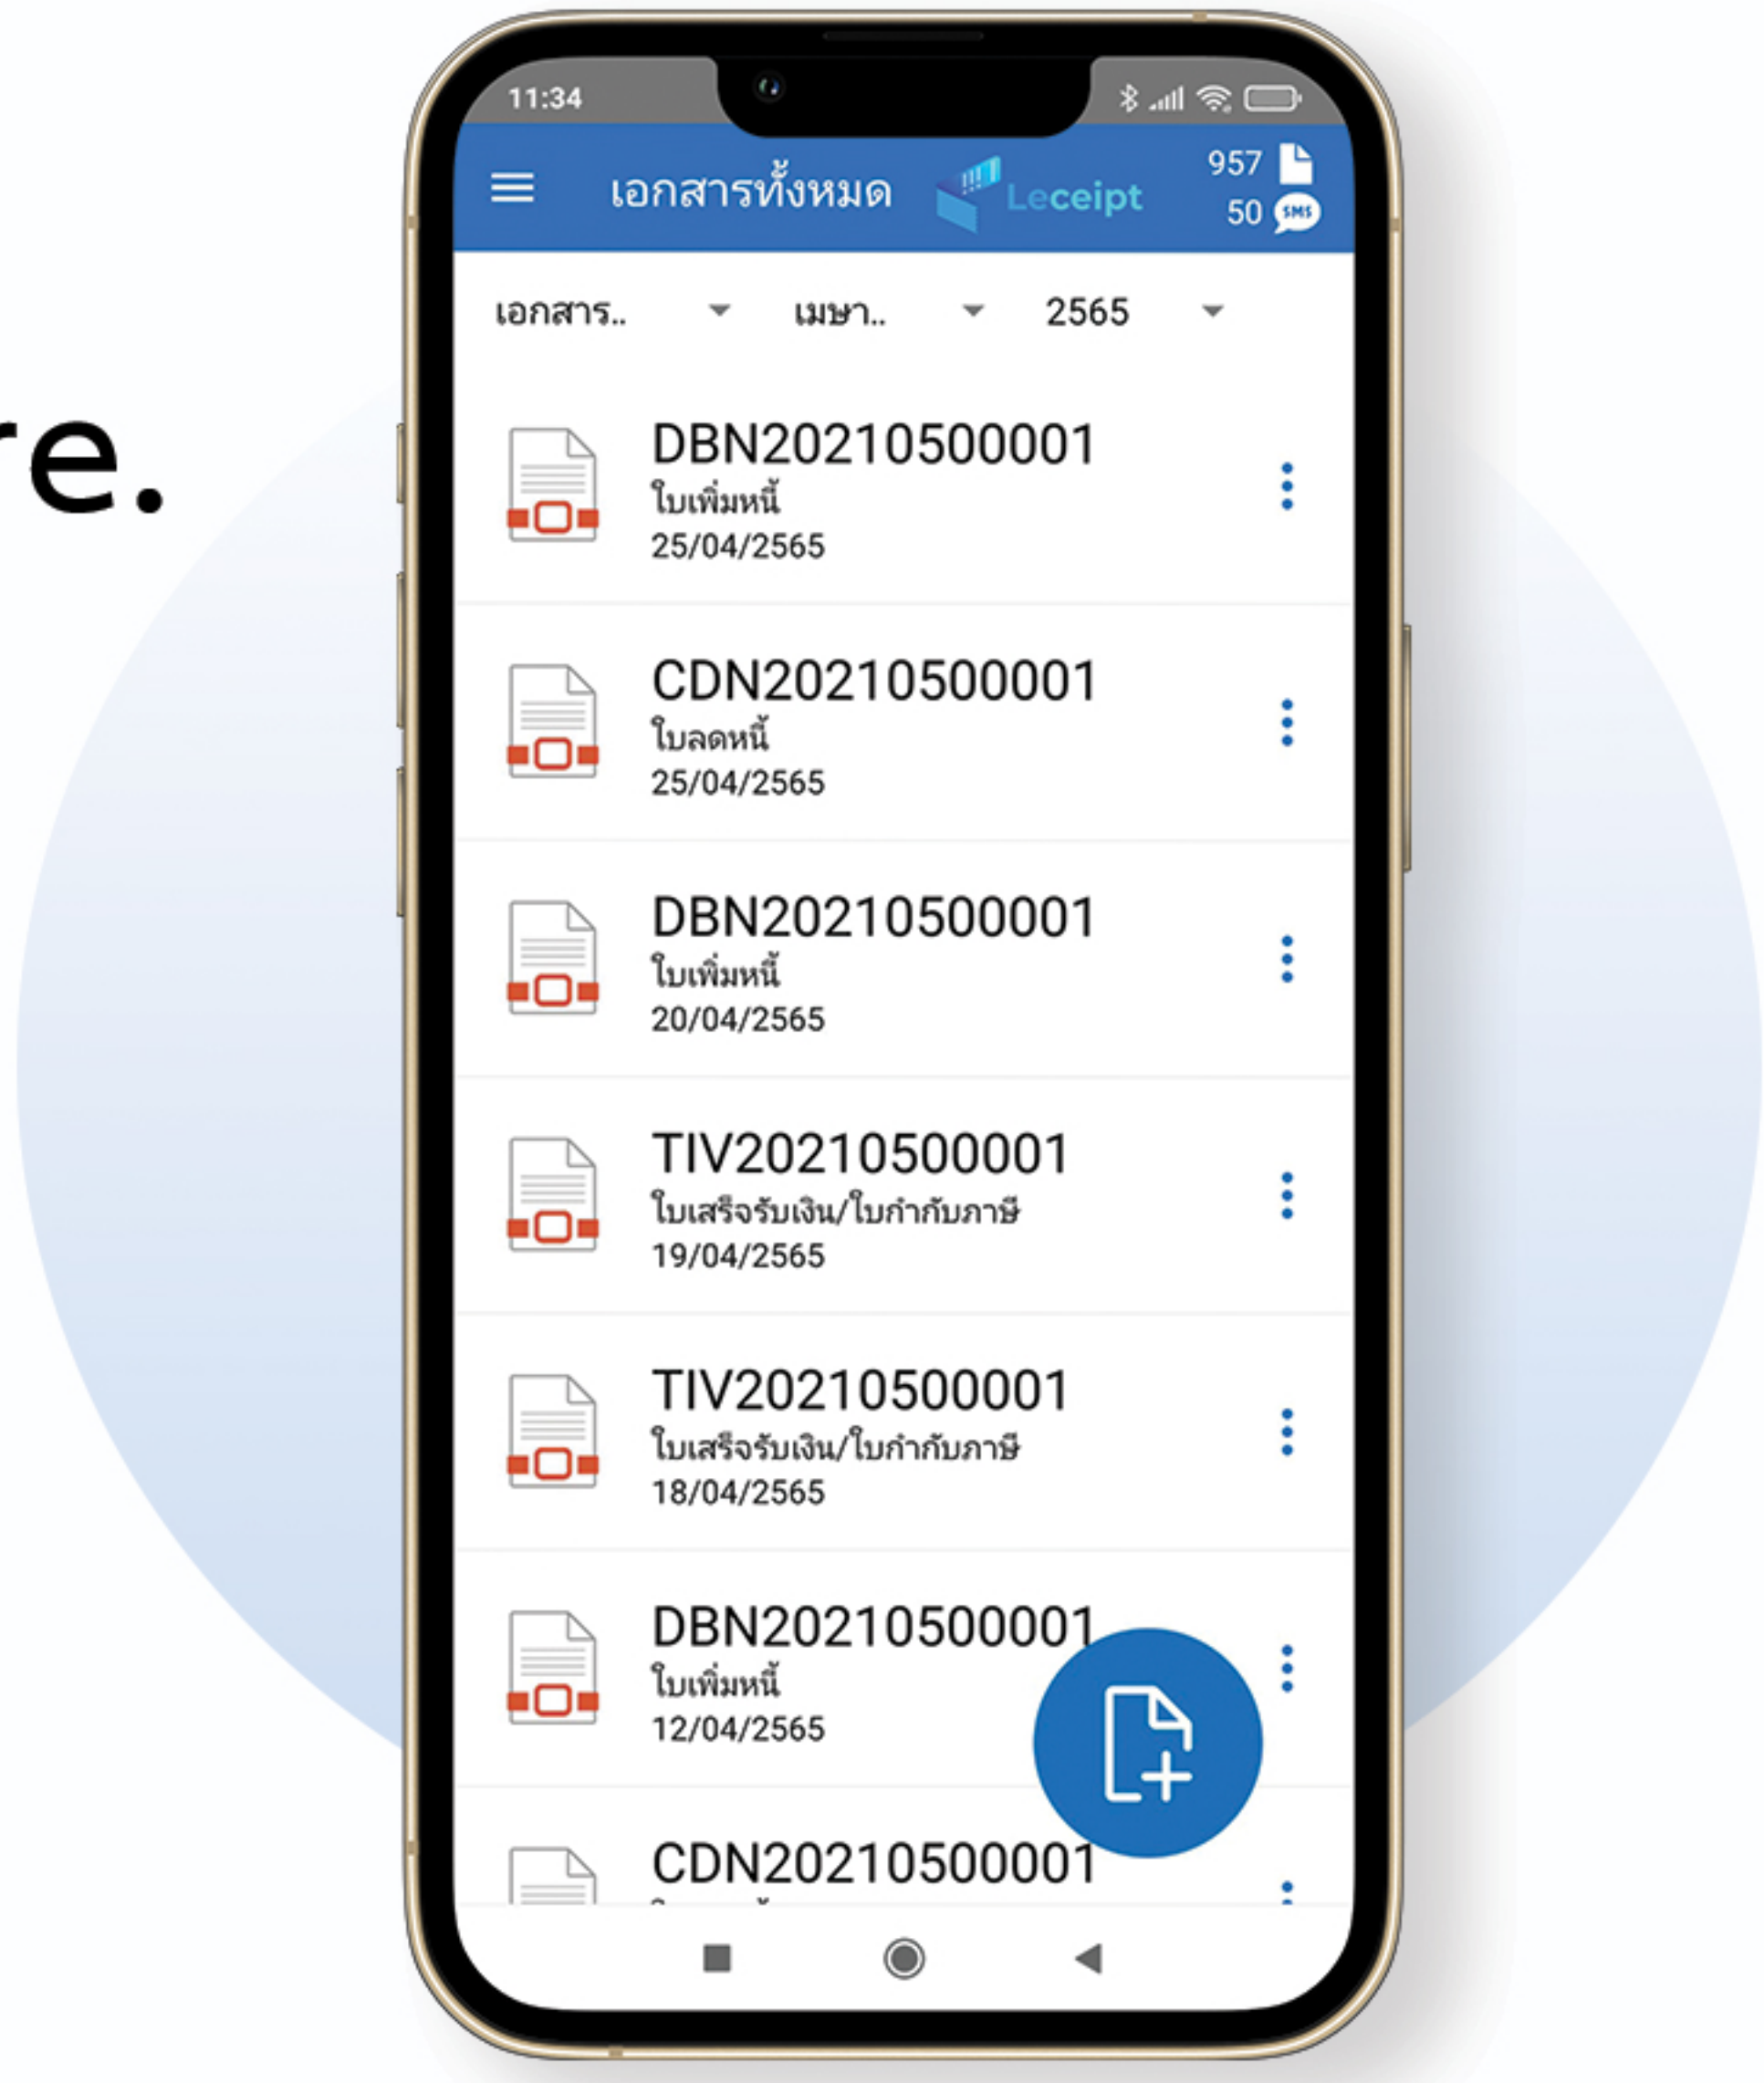 re.
11:34
เอกสารทั้งหมด
Leceipt
957
50 SMS
เอกสาร.. เมษา.. 2565
DBN20210500001
ใบเพิ่มหนี้
25/04/2565
CDN20210500001
ใบลดหนี้
25/04/2565
DBN20210500001
ใบเพิ่มหนี้
20/04/2565
TIV20210500001
ใบเสร็จรับเงิน/ใบกำกับภาษี
19/04/2565
TIV20210500001
ใบเสร็จรับเงิน/ใบกำกับภาษี
18/04/2565
DBN20210500001
ใบเพิ่มหนี้
12/04/2565
CDN20210500001